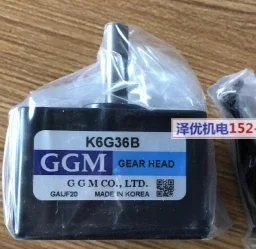 泽优机电152-
K6G36B
GGM
GEAR HEAD
G G M CO., LTD.
GAUF20 MADE IN KOREA